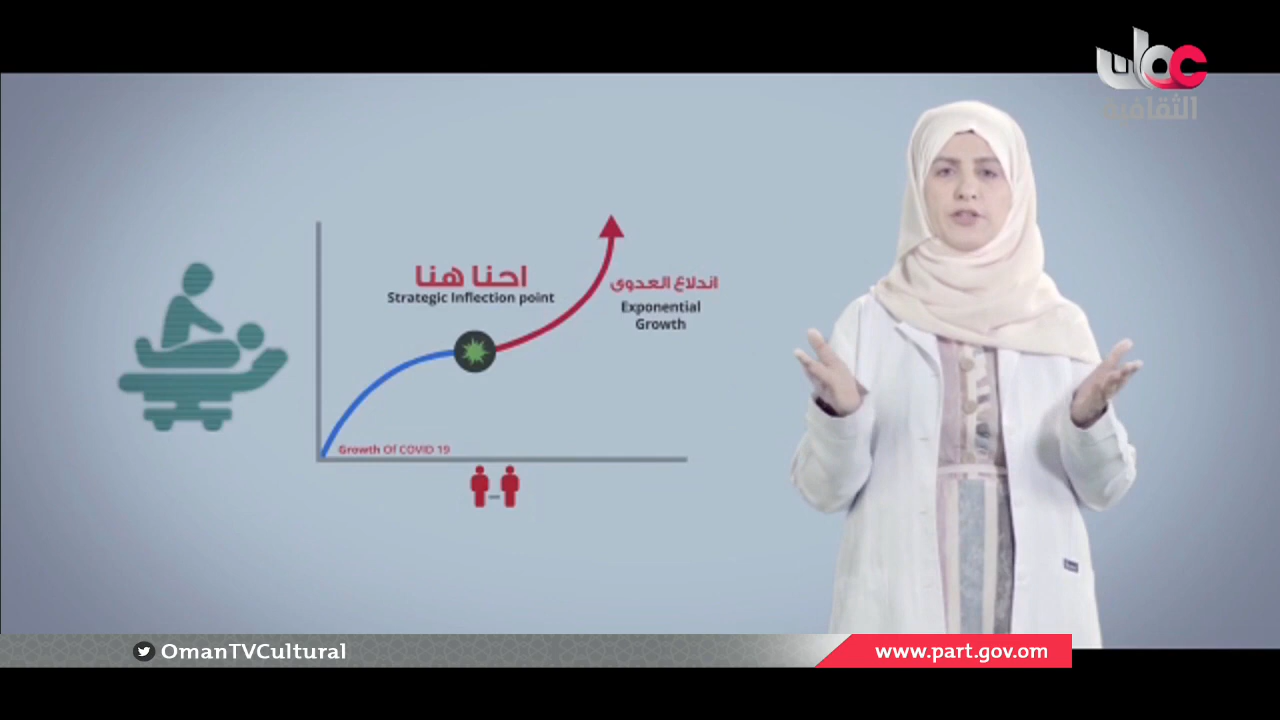 عمان
الثقافية
احنا هنا
Strategic Inflection point
اندلاع العدوى
Exponential
Growth
Growth Of COVID 19
OmanTVCultural
www.part.gov.om